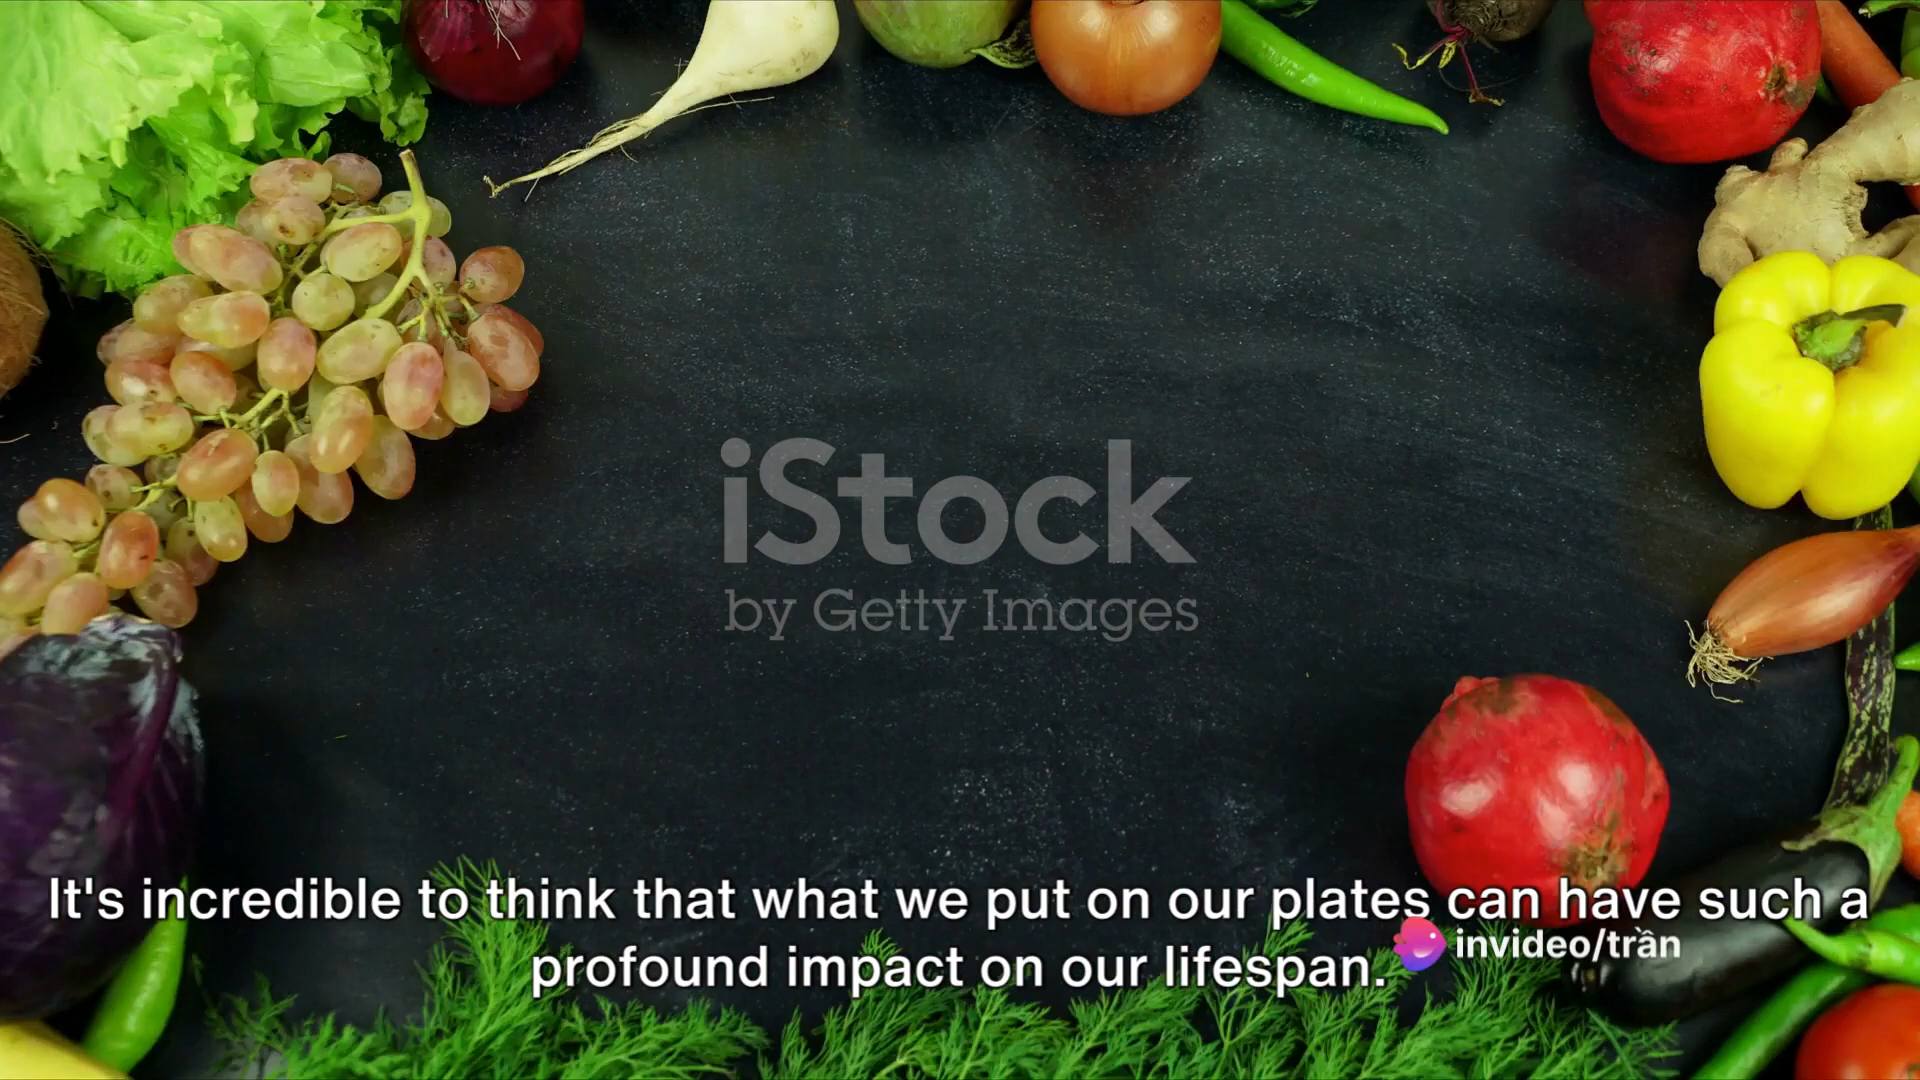 iStock
by Getty Images
It's incredible to think that what we put on our plates can have such a
profound impact on our lifespan.
invideo/trần